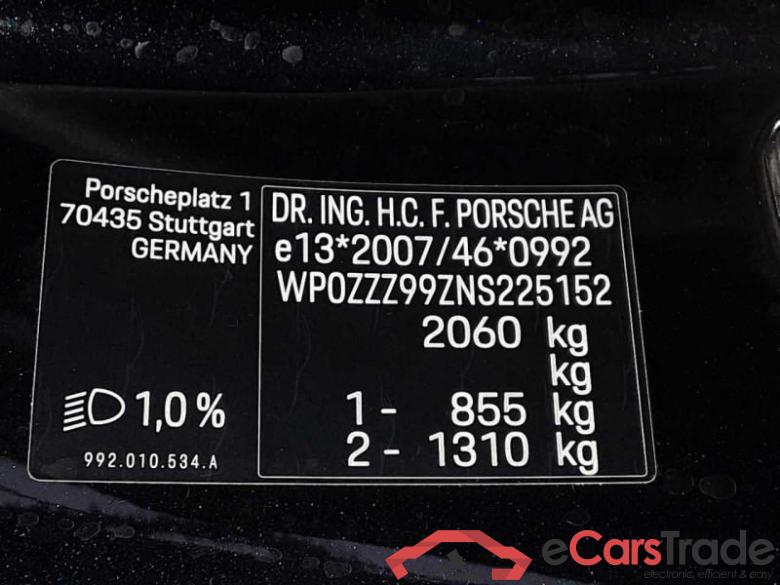 Porscheplatz 1
70435 Stuttgart
GERMANY
1,0 %
992.010.534.A
DR. ING. H.C. F. PORSCHE AG
e13*2007/46*0992
WP0ZZZ99ZNS225152
2060 kg
kg
1 - 855 kg
2 - 1310 kg
eCarsTrade
electronic, efficient & easy